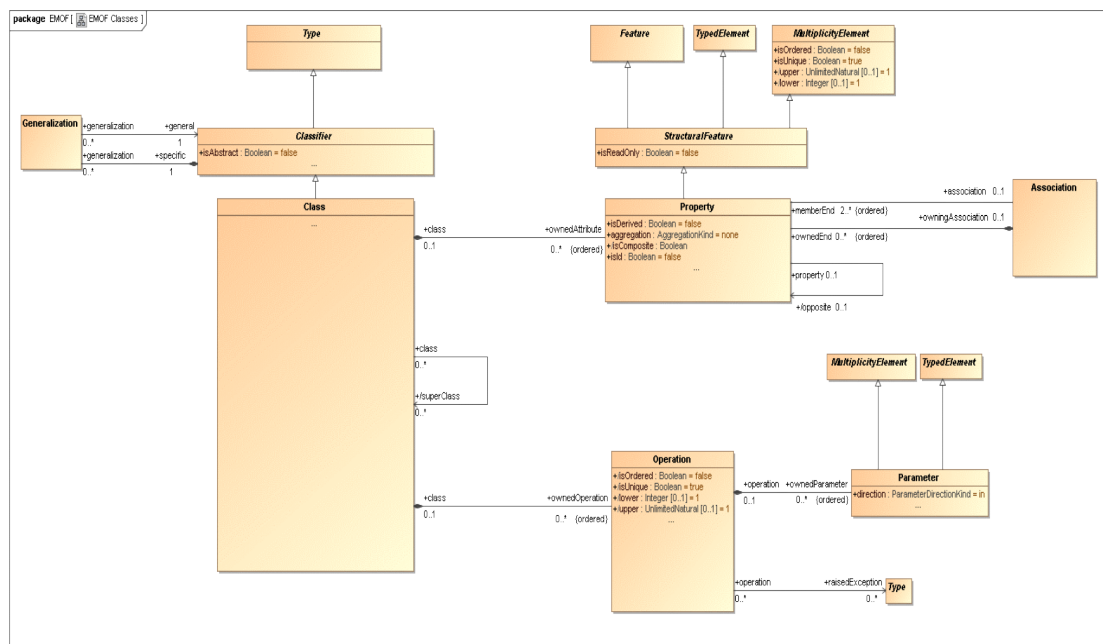 package EMOF [ EMOF Classes ]
Type
Feature
TypedElement
MultiplicityElement
+isOrdered : Boolean = false
+isUnique : Boolean = true
+/upper : UnlimitedNatural [0..1] = 1
+/lower : Integer [0..1] = 1
Generalization
+generalization
0..*
+general
1
+generalization
0..*
+specific
1
Classifier
+isAbstract : Boolean = false
...
StructuralFeature
+isReadOnly : Boolean = false
Class
...
+class
0..1
+ownedAttribute
0..* {ordered}
Property
+isDerived : Boolean = false
+aggregation : AggregationKind = none
+/isComposite : Boolean
+isId : Boolean = false
...
+association 0..1
+memberEnd 2..* {ordered}
+owningAssociation 0..1
+ownedEnd 0..* {ordered}
Association
+property 0..1
+/opposite 0..1
+class
0..*
+/superClass
0..*
MultiplicityElement
TypedElement
+class
0..1
+ownedOperation
0..* {ordered}
Operation
+/isOrdered : Boolean = false
+/isUnique : Boolean = true
+/lower : Integer [0..1] = 1
+/upper : UnlimitedNatural [0..1] = 1
...
+operation
0..1
+ownedParameter
0..* {ordered}
Parameter
+direction : ParameterDirectionKind = in
...
+operation
0..*
+raisedException
0..*
Type